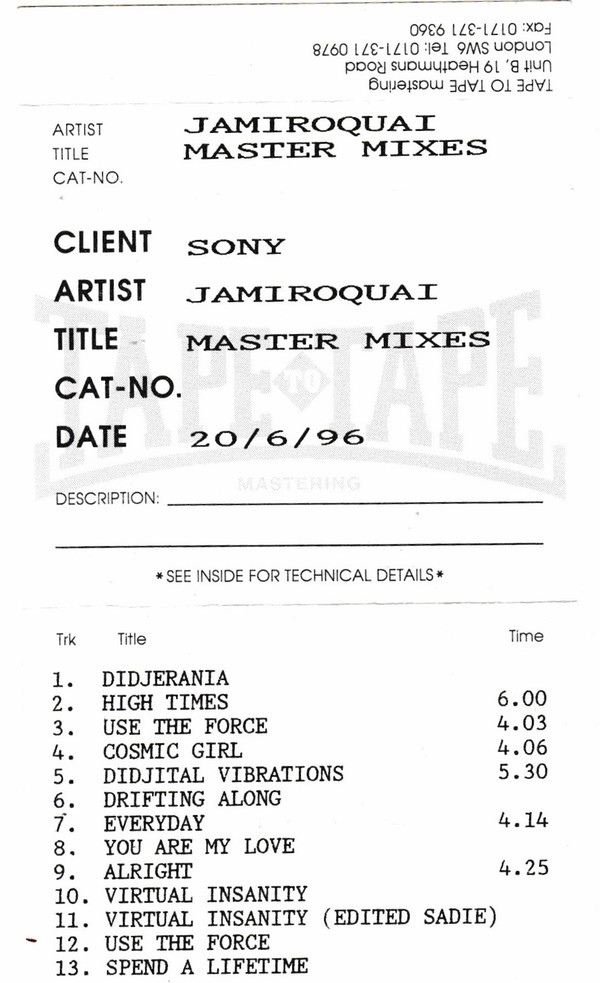 TAPE TO TAPE mastering
Unit B, 19 Heathmans Road
London SW6 Tel: 0171-371 0978
Fax: 0171-371 9360
ARTIST JAMIROQUAI
TITLE MASTER MIXES
CAT-NO.
CLIENT SONY
ARTIST JAMIROQUAI
TITLE MASTER MIXES
TAPE TO TAPE
CAT-NO.
DATE 20/6/96
MASTERING
DESCRIPTION:
*SEE INSIDE FOR TECHNICAL DETAILS*
Trk Title Time
1. DIDJERANIA
2. HIGH TIMES 6.00
3. USE THE FORCE 4.03
4. COSMIC GIRL 4.06
5. DIDJITAL VIBRATIONS 5.30
6. DRIFTING ALONG
7. EVERYDAY 4.14
8. YOU ARE MY LOVE
9. ALRIGHT 4.25
10. VIRTUAL INSANITY
11. VIRTUAL INSANITY (EDITED SADIE)
12. USE THE FORCE
13. SPEND A LIFETIME